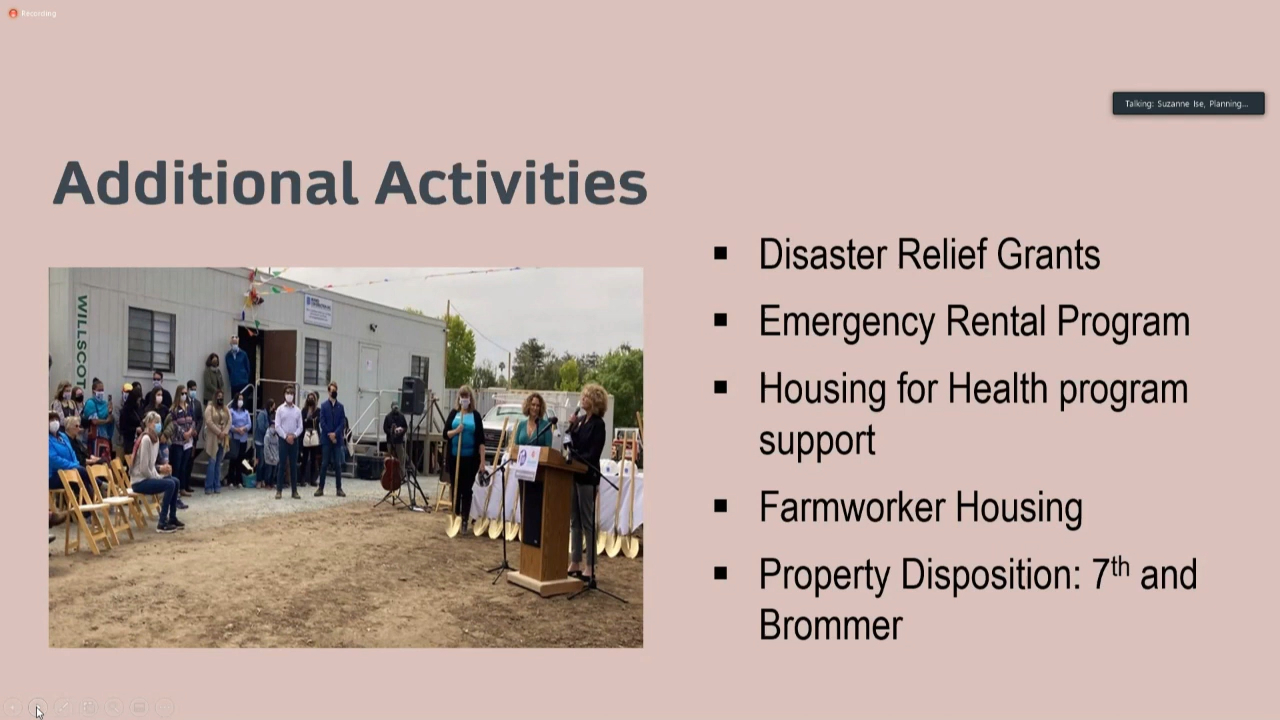 Recording
Talking: Suzanne Ise, Planning...
Additional Activities
WILLSCOT
▪ Disaster Relief Grants
▪ Emergency Rental Program
▪ Housing for Health program
support
▪ Farmworker Housing
▪ Property Disposition: 7th and
Brommer